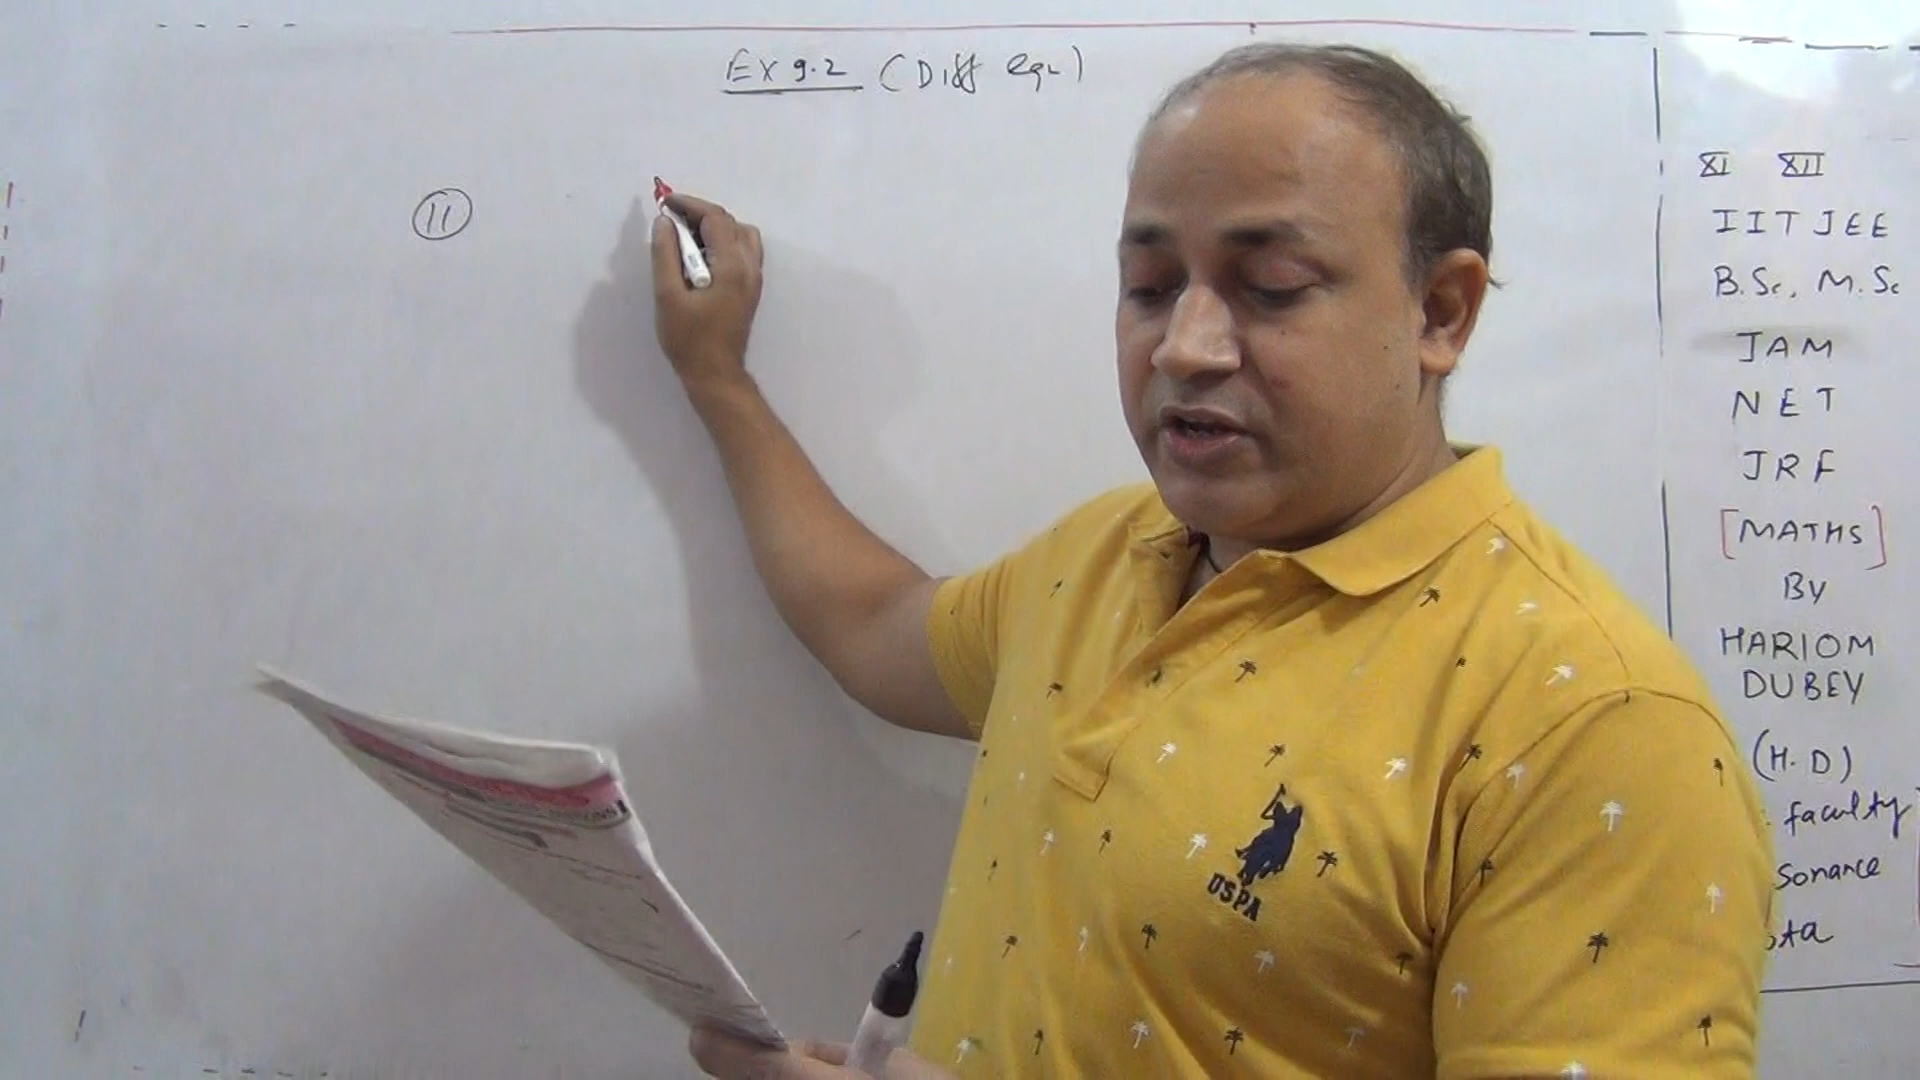 Ex 9.2 (Diff eqn)
11
XI XII
IIT JEE
B.Sc, M.Sc
JAM
NET
JRF
[MATHS]
By
HARIOM
DUBEY
(H.D)
faculty
sonance
ota
USPA